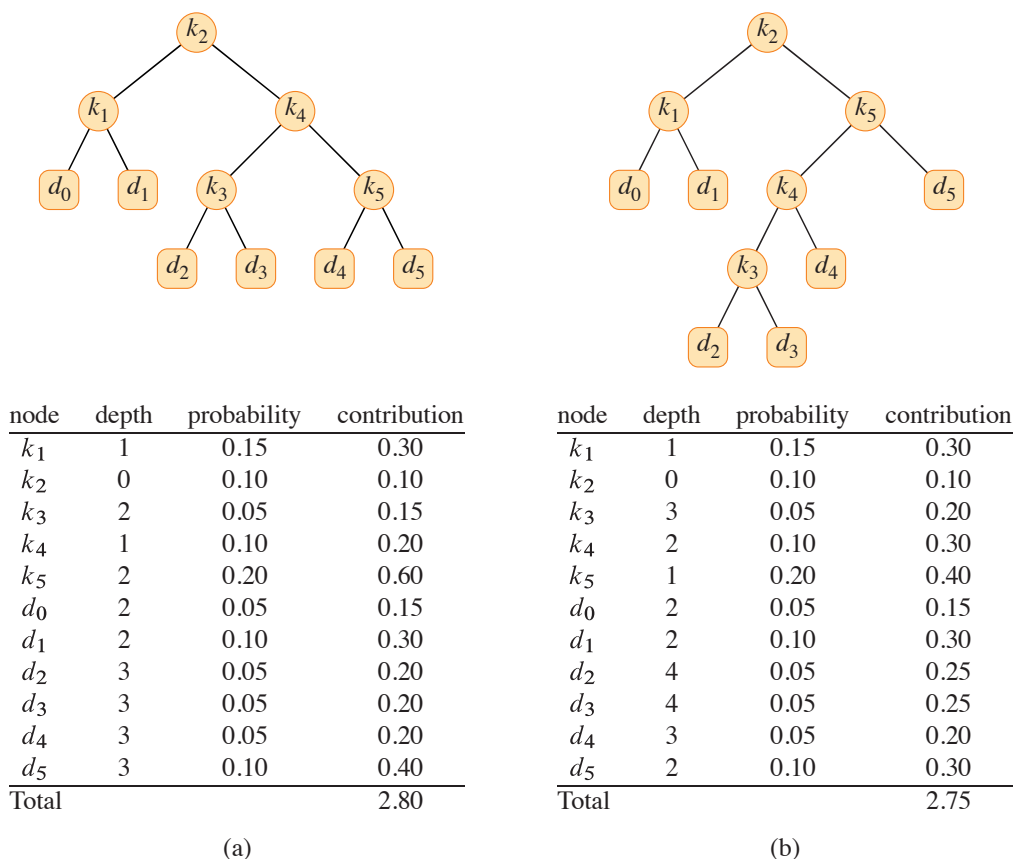 k2
k1 k4
d0 d1 k3 k5
d2 d3 d4 d5
node depth probability contribution
k1 1 0.15 0.30
k2 0 0.10 0.10
k3 2 0.05 0.15
k4 1 0.10 0.20
k5 2 0.20 0.60
d0 2 0.05 0.15
d1 2 0.10 0.30
d2 3 0.05 0.20
d3 3 0.05 0.20
d4 3 0.05 0.20
d5 3 0.10 0.40
Total 2.80
(a)
k2
k1 k5
d0 d1 k4 d5
k3 d4
d2 d3
node depth probability contribution
k1 1 0.15 0.30
k2 0 0.10 0.10
k3 3 0.05 0.20
k4 2 0.10 0.30
k5 1 0.20 0.40
d0 2 0.05 0.15
d1 2 0.10 0.30
d2 4 0.05 0.25
d3 4 0.05 0.25
d4 3 0.05 0.20
d5 2 0.10 0.30
Total 2.75
(b)